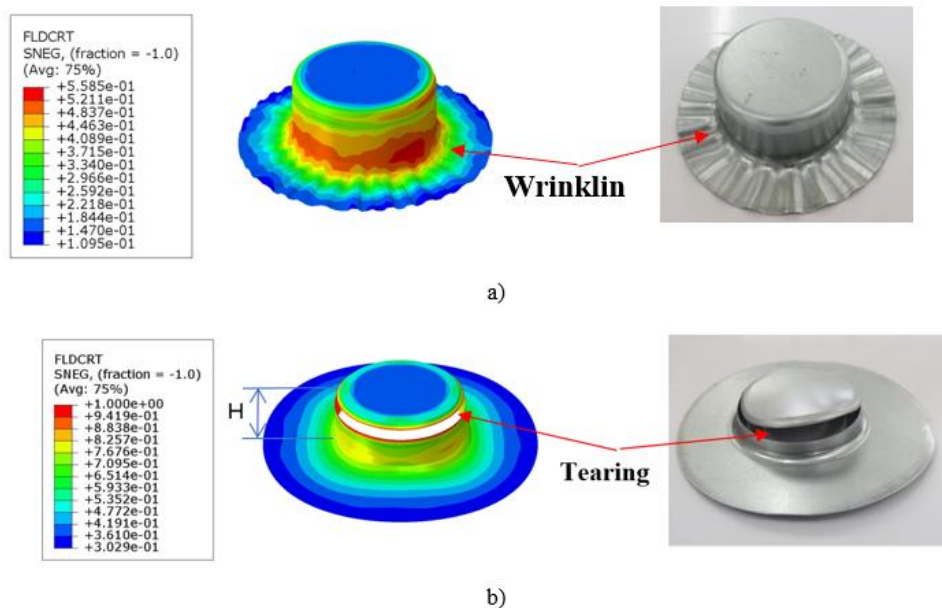 FLDCRT
SNEG, (fraction = -1.0)
(Avg: 75%)
+5.585e-01
+5.211e-01
+4.837e-01
+4.463e-01
+4.089e-01
+3.715e-01
+3.340e-01
+2.966e-01
+2.592e-01
+2.218e-01
+1.844e-01
+1.470e-01
+1.095e-01
Wrinklin
a)
FLDCRT
SNEG, (fraction = -1.0)
(Avg: 75%)
+1.000e+00
+9.419e-01
+8.838e-01
+8.257e-01
+7.676e-01
+7.095e-01
+6.514e-01
+5.933e-01
+5.352e-01
+4.772e-01
+4.191e-01
+3.610e-01
+3.029e-01
H
Tearing
b)